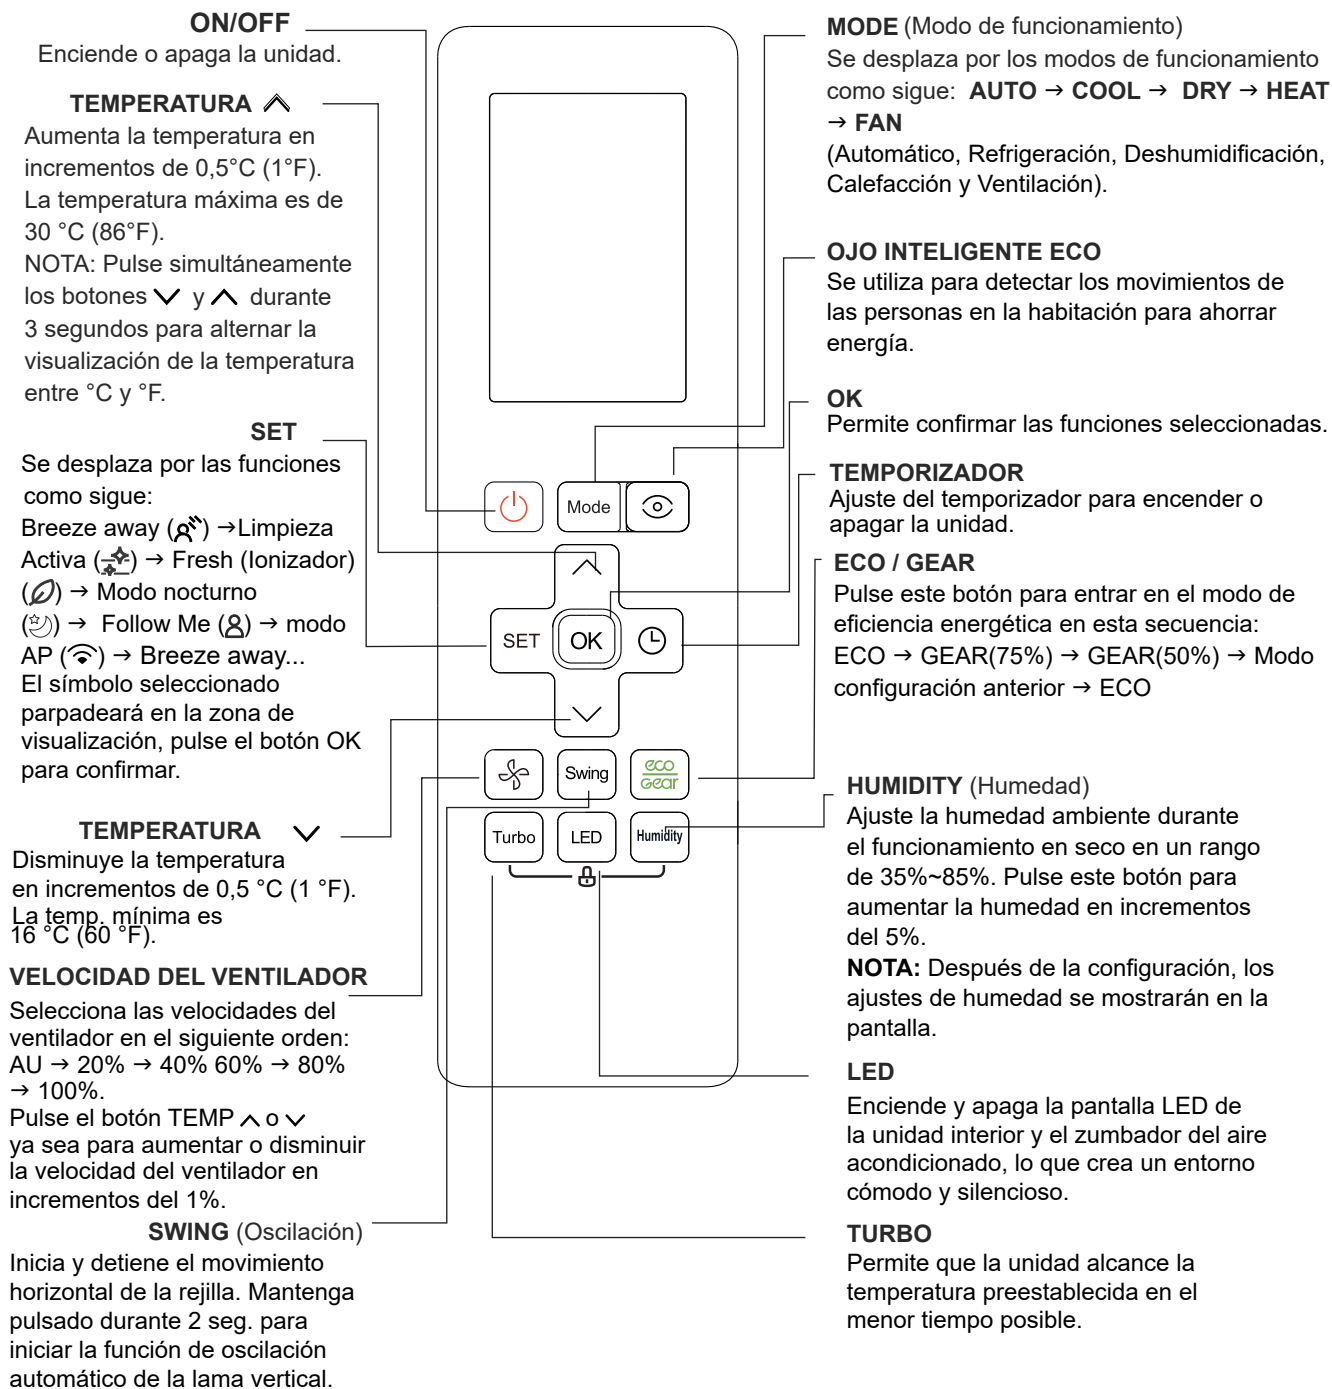 ON/OFF
Enciende o apaga la unidad.
TEMPERATURA
Aumenta la temperatura en
incrementos de 0,5°C (1°F).
La temperatura máxima es de
30 °C (86°F).
NOTA: Pulse simultáneamente
los botones y durante
3 segundos para alternar la
visualización de la temperatura
entre °C y °F.
SET
Se desplaza por las funciones
como sigue:
Breeze away ( ) →Limpieza
Activa ( ) → Fresh (Ionizador)
( ) → Modo nocturno
( ) → Follow Me ( ) → modo
AP ( ) → Breeze away...
El símbolo seleccionado
parpadeará en la zona de
visualización, pulse el botón OK
para confirmar.
TEMPERATURA
Disminuye la temperatura
en incrementos de 0,5 °C (1 °F).
La temp. mínima es
16 °C (60 °F).
VELOCIDAD DEL VENTILADOR
Selecciona las velocidades del
ventilador en el siguiente orden:
AU → 20% → 40% 60% → 80%
→ 100%.
Pulse el botón TEMP o
ya sea para aumentar o disminuir
la velocidad del ventilador en
incrementos del 1%.
SWING (Oscilación)
Inicia y detiene el movimiento
horizontal de la rejilla. Mantenga
pulsado durante 2 seg. para
iniciar la función de oscilación
automático de la lama vertical.
Mode
SET
OK
Swing
eco
Gear
Turbo
LED
Humidity
MODE (Modo de funcionamiento)
Se desplaza por los modos de funcionamiento
como sigue: AUTO → COOL → DRY → HEAT
→ FAN
(Automático, Refrigeración, Deshumidificación,
Calefacción y Ventilación).
OJO INTELIGENTE ECO
Se utiliza para detectar los movimientos de
las personas en la habitación para ahorrar
energía.
OK
Permite confirmar las funciones seleccionadas.
TEMPORIZADOR
Ajuste del temporizador para encender o
apagar la unidad.
ECO / GEAR
Pulse este botón para entrar en el modo de
eficiencia energética en esta secuencia:
ECO → GEAR(75%) → GEAR(50%) → Modo
configuración anterior → ECO
HUMIDITY (Humedad)
Ajuste la humedad ambiente durante
el funcionamiento en seco en un rango
de 35%~85%. Pulse este botón para
aumentar la humedad en incrementos
del 5%.
NOTA: Después de la configuración, los
ajustes de humedad se mostrarán en la
pantalla.
LED
Enciende y apaga la pantalla LED de
la unidad interior y el zumbador del aire
acondicionado, lo que crea un entorno
cómodo y silencioso.
TURBO
Permite que la unidad alcance la
temperatura preestablecida en el
menor tiempo posible.